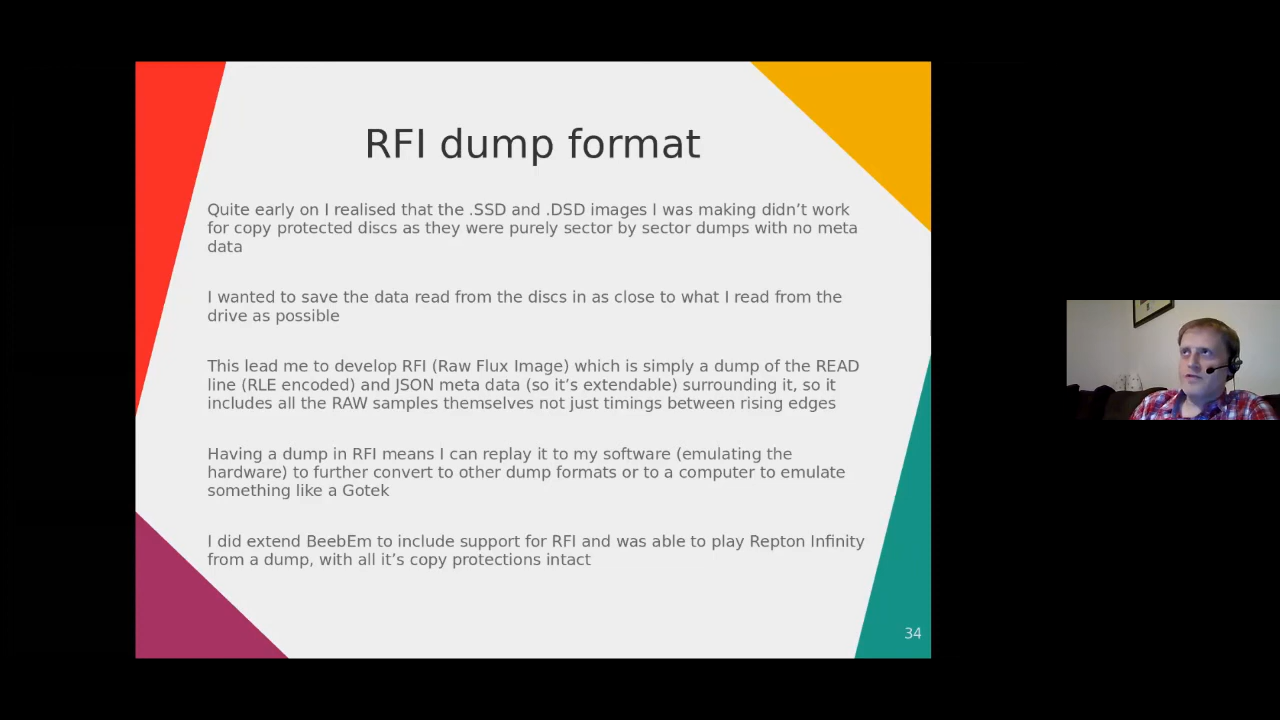 RFI dump format
Quite early on I realised that the .SSD and .DSD images I was making didn’t work
for copy protected discs as they were purely sector by sector dumps with no meta
data
I wanted to save the data read from the discs in as close to what I read from the
drive as possible
This lead me to develop RFI (Raw Flux Image) which is simply a dump of the READ
line (RLE encoded) and JSON meta data (so it’s extendable) surrounding it, so it
includes all the RAW samples themselves not just timings between rising edges
Having a dump in RFI means I can replay it to my software (emulating the
hardware) to further convert to other dump formats or to a computer to emulate
something like a Gotek
I did extend BeebEm to include support for RFI and was able to play Repton Infinity
from a dump, with all it’s copy protections intact
34